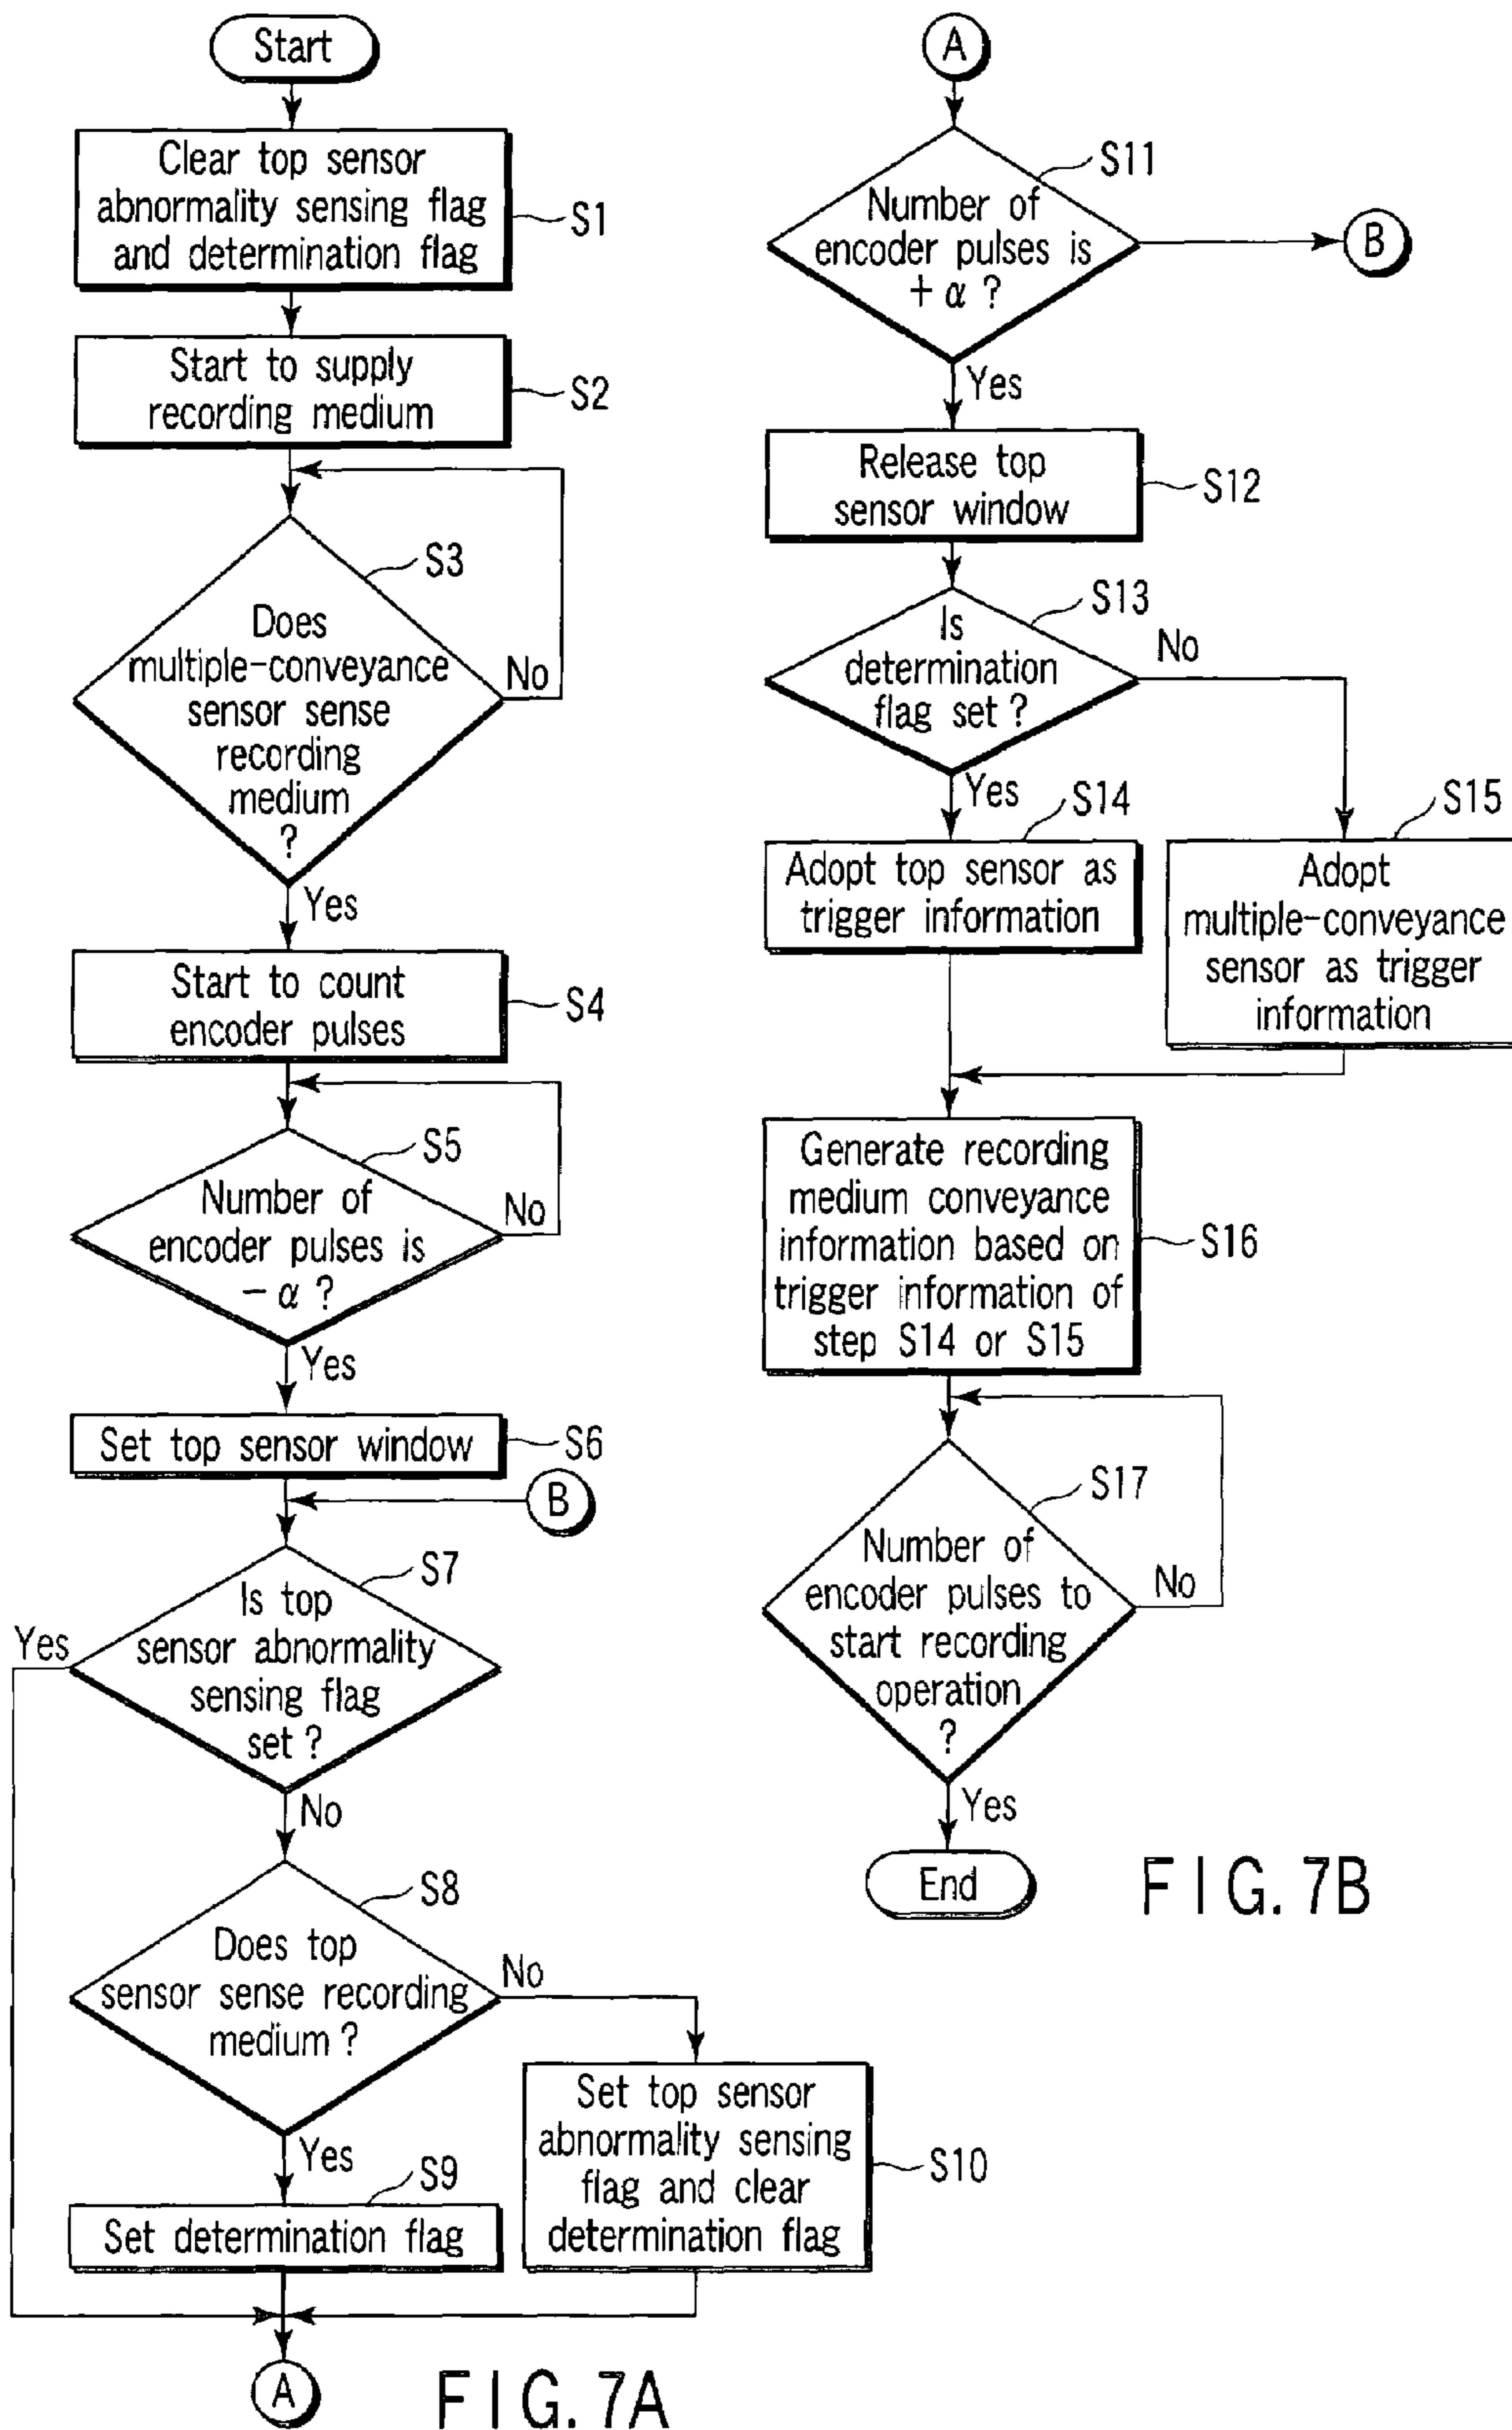 Start
Clear top sensor
abnormality sensing flag
and determination flag
S1
Start to supply
recording medium
S2
S3
Does
multiple-conveyance
sensor sense
recording
medium
?
No
Yes
Start to count
encoder pulses
S4
S5
Number of
encoder pulses is
− α ?
No
Yes
Set top sensor window
S6
B
S7
Is top
sensor abnormality
sensing flag
set ?
Yes
No
S8
Does top
sensor sense recording
medium ?
No
Yes
S9
Set determination flag
Set top sensor
abnormality sensing
flag and clear
determination flag
S10
A
FIG. 7A
A
S11
Number of
encoder pulses is
+ α ?
B
Yes
Release top
sensor window
S12
S13
Is
determination
flag set ?
No
Yes
S14
Adopt top sensor as
trigger information
S15
Adopt
multiple-conveyance
sensor as trigger
information
Generate recording
medium conveyance
information based on
trigger information of
step S14 or S15
S16
S17
Number of
encoder pulses to
start recording
operation
?
No
Yes
End
FIG. 7B